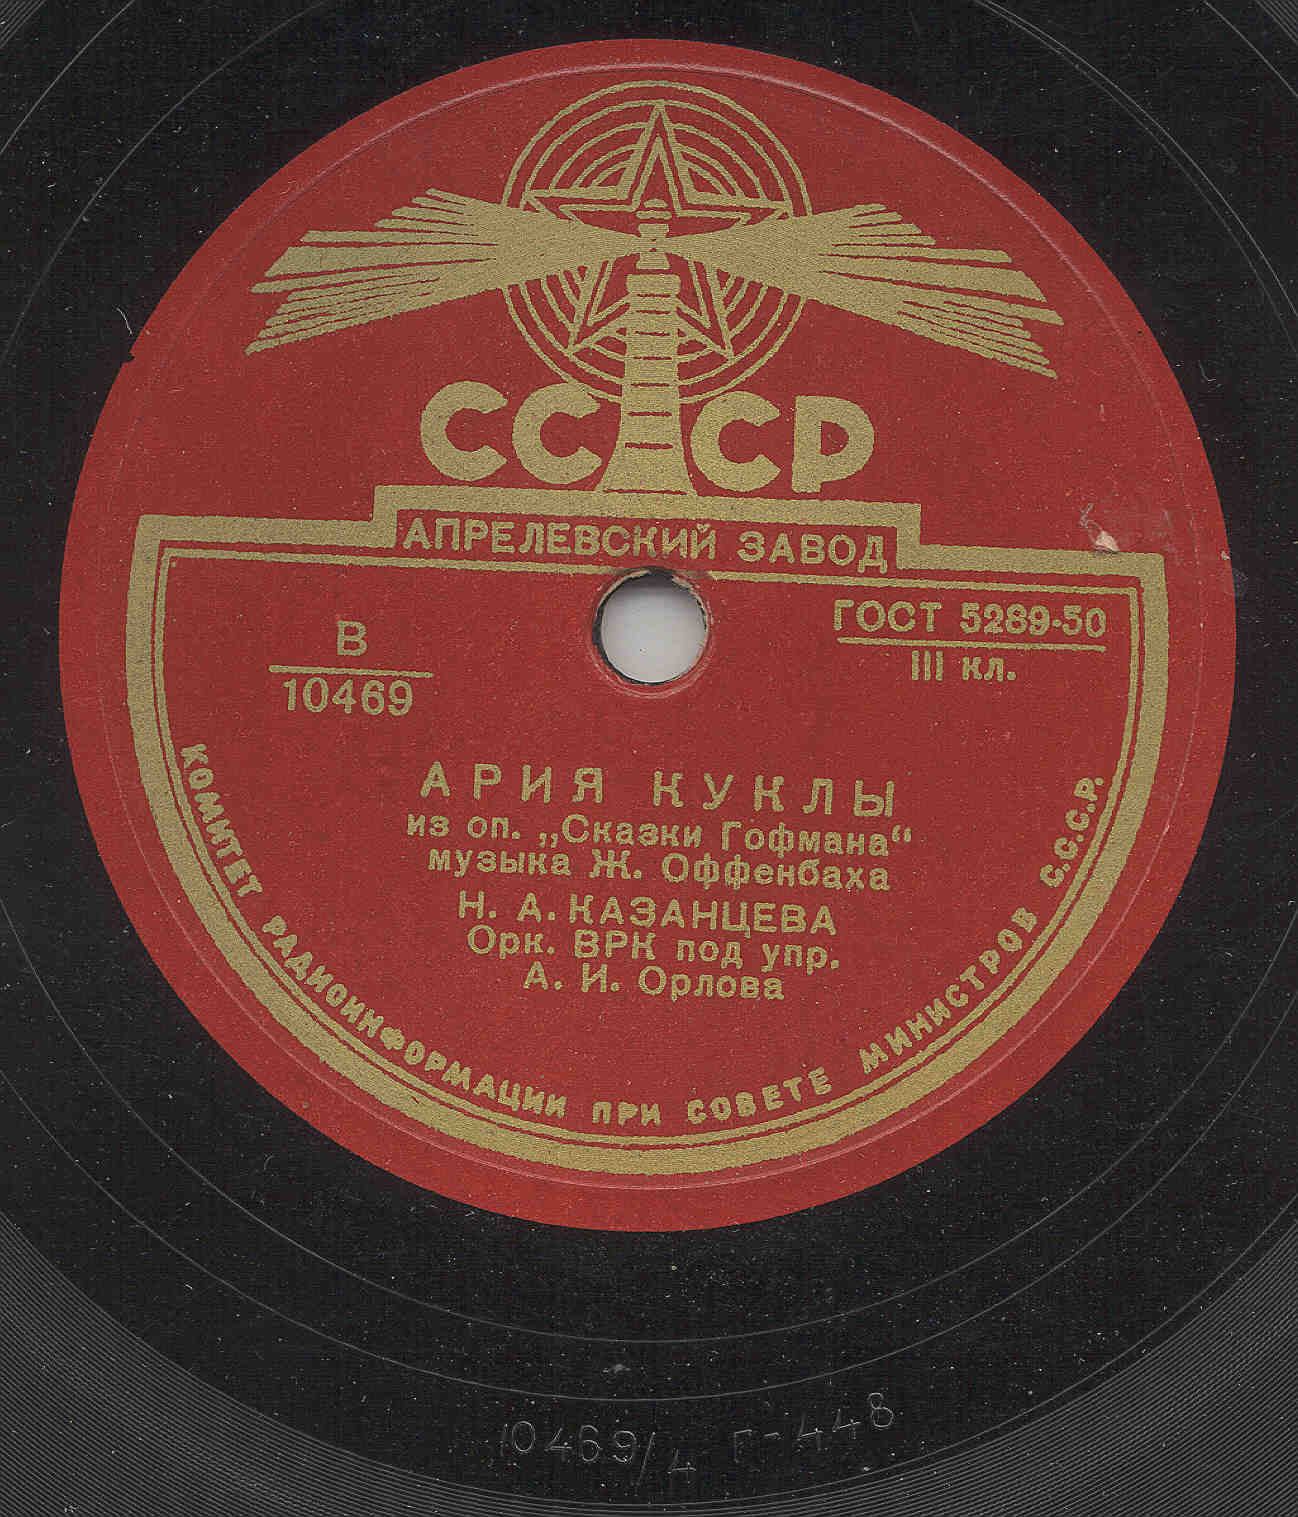 СССР
АПРЕЛЕВСКИЙ ЗАВОД
В
10469
ГОСТ 5289-50
III кл.
АРИЯ КУКЛЫ
из оп. „Сказки Гофмана“
музыка Ж. Оффенбаха
Н. А. КАЗАНЦЕВА
Орк. ВРК под упр.
А. И. Орлова
КОМИТЕТ РАДИОИНФОРМАЦИИ ПРИ СОВЕТЕ МИНИСТРОВ С.С.С.Р.
10469/4 Г-448